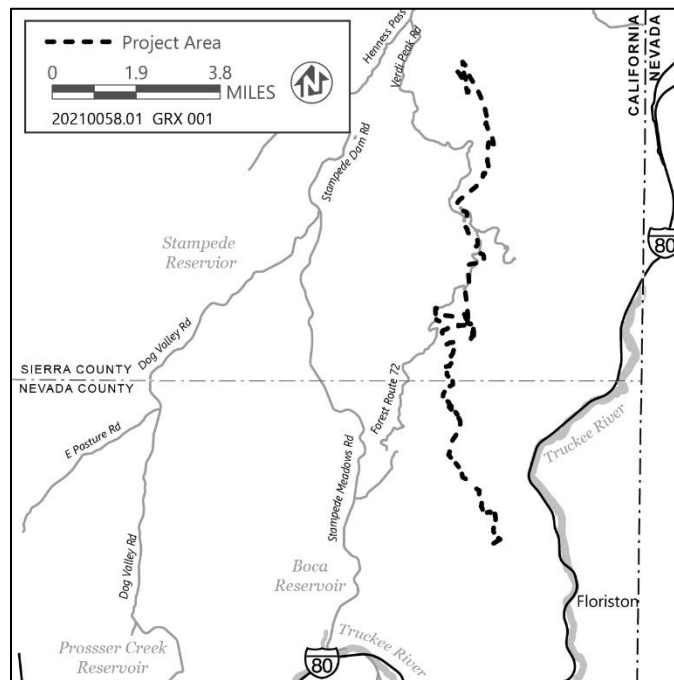 Project Area
0 1.9 3.8
MILES
N
20210058.01 GRX 001
Henness Pass
Verdi Peak Rd
CALIFORNIA
NEVADA
Stampede Dam Rd
80
Stampede
Reservior
Dog Valley Rd
SIERRA COUNTY
NEVADA COUNTY
Forest Route 72
E Pasture Rd
Truckee River
Stampede Meadows Rd
Dog Valley Rd
Boca
Reservoir
Floriston
Prossser Creek
Reservoir
Truckee River
80